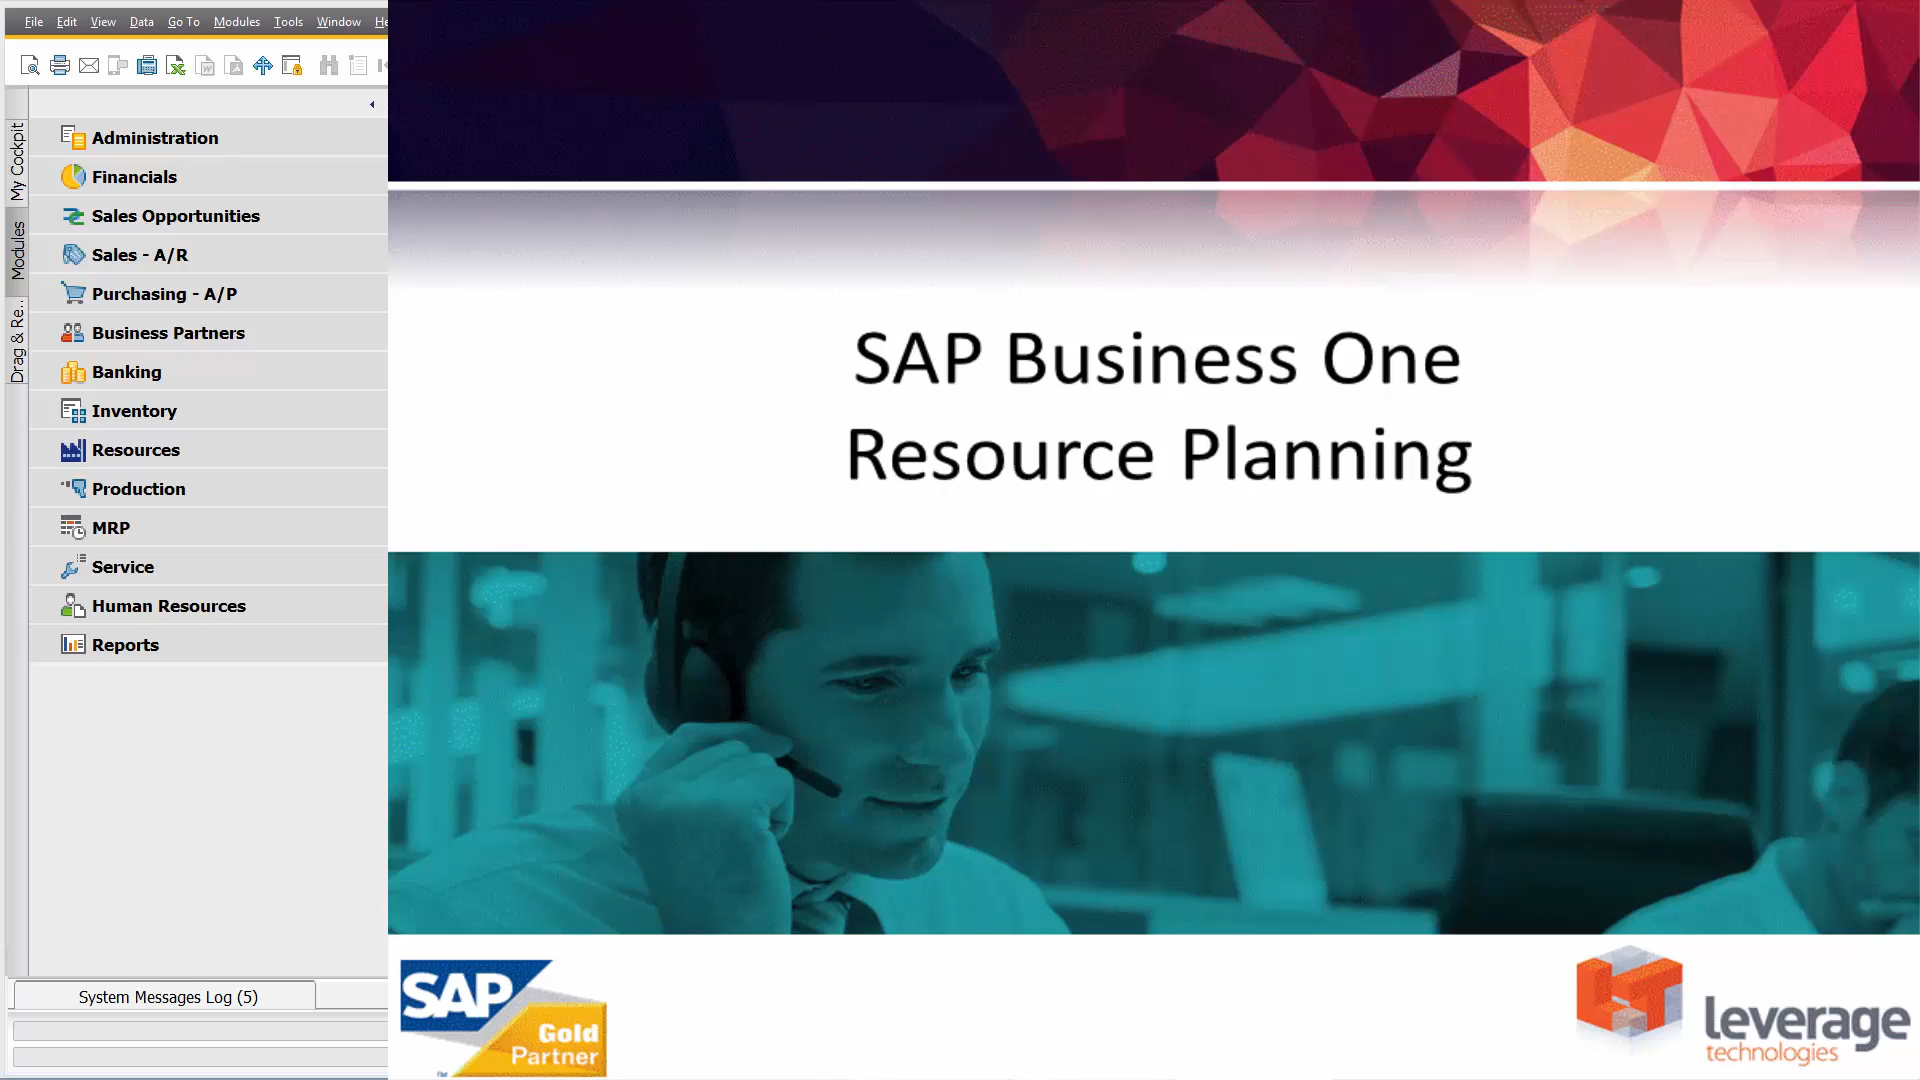 File Edit View Data Go To Modules Tools Window He
My Cockpit
Modules
Drag & Re..
Administration
Financials
Sales Opportunities
Sales - A/R
Purchasing - A/P
Business Partners
Banking
Inventory
Resources
Production
MRP
Service
Human Resources
Reports
System Messages Log (5)
SAP Business One
Resource Planning
SAP
Gold
Partner
LT
leverage
technologies